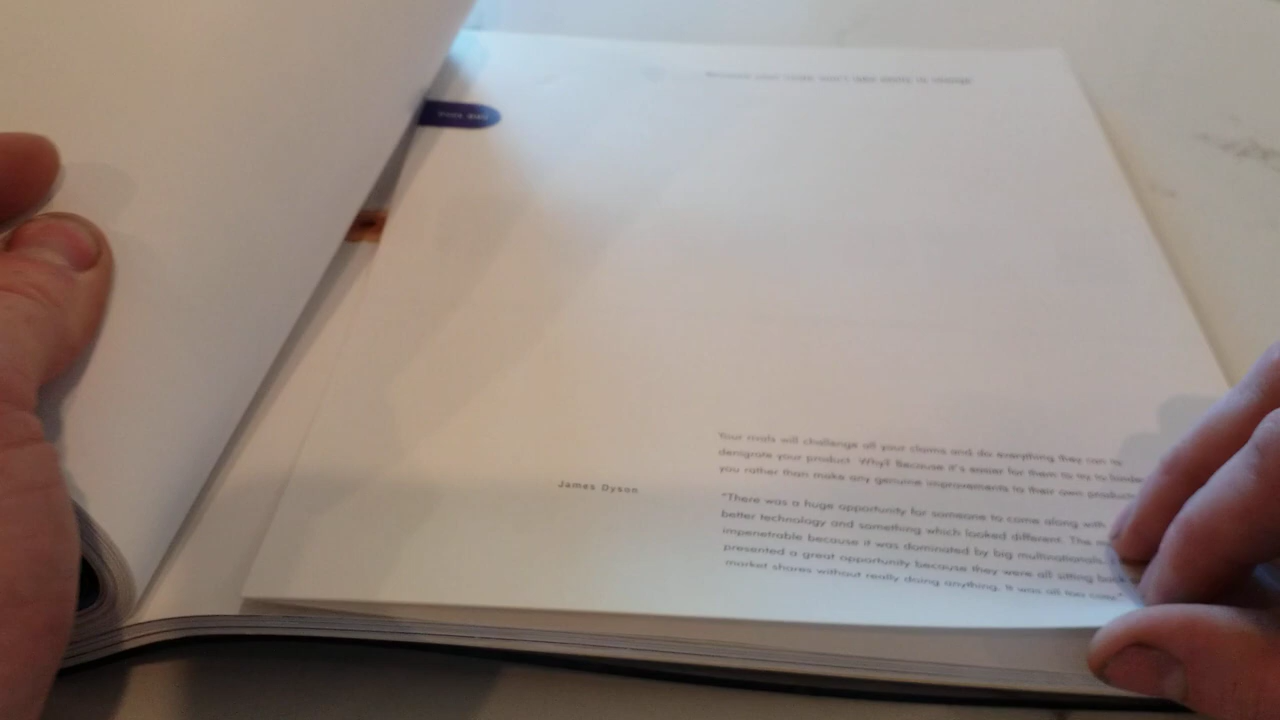 Your rivals will challenge all your claims and do everything they can to
denigrate your product. Why? Because it's easier for them to try to hinder
you rather than make any genuine improvements to their own products
James Dyson
"There was a huge opportunity for someone to come along with
better technology and something which looked different. The
impenetrable because it was dominated by big multinationals.
presented a great opportunity because they were all sitting back
market shares without really doing anything. It was all too cosy."